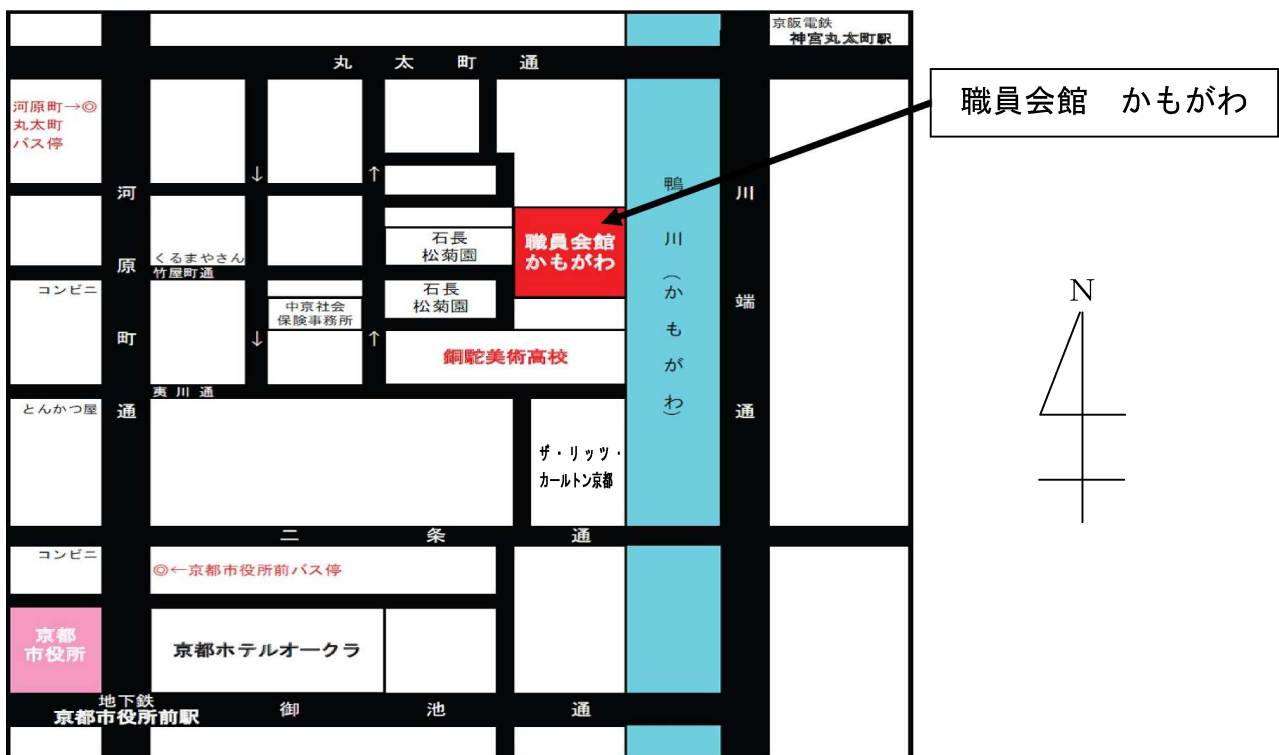 京阪電鉄
神宮丸太町駅
丸太町通
河原町→◎
丸太町
バス停
職員会館 かもがわ
↓
↑
河原町通
鴨川(かもがわ)
川端通
石長
松菊園
職員会館
かもがわ
くるまやさん
竹屋町通
コンビニ
石長
松菊園
中京社会
保険事務所
↓
↑
銅駝美術高校
N
夷川通
とんかつ屋
ザ・リッツ・
カールトン京都
二条通
コンビニ
◎←京都市役所前バス停
京都
市役所
京都ホテルオークラ
地下鉄
京都市役所前駅
御池通